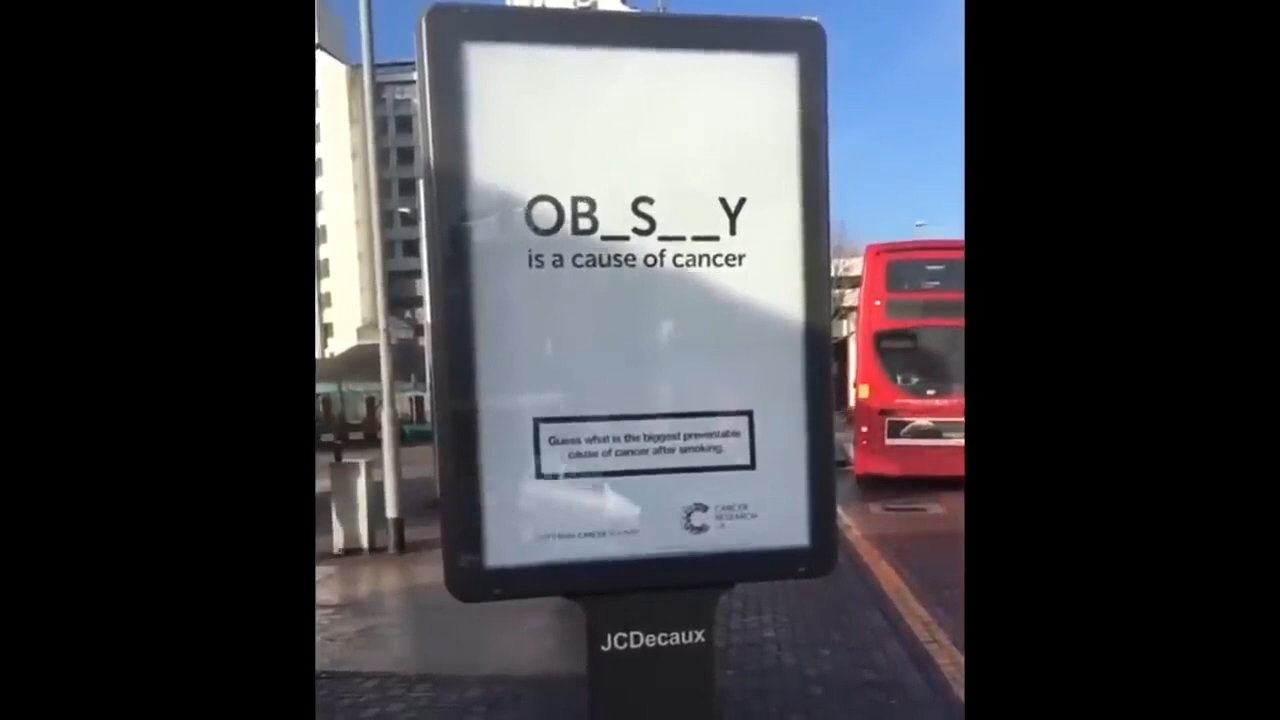 OB_S__Y
is a cause of cancer
Guess what is the biggest preventable
cause of cancer after smoking.
CANCER
RESEARCH
UK
JCDecaux